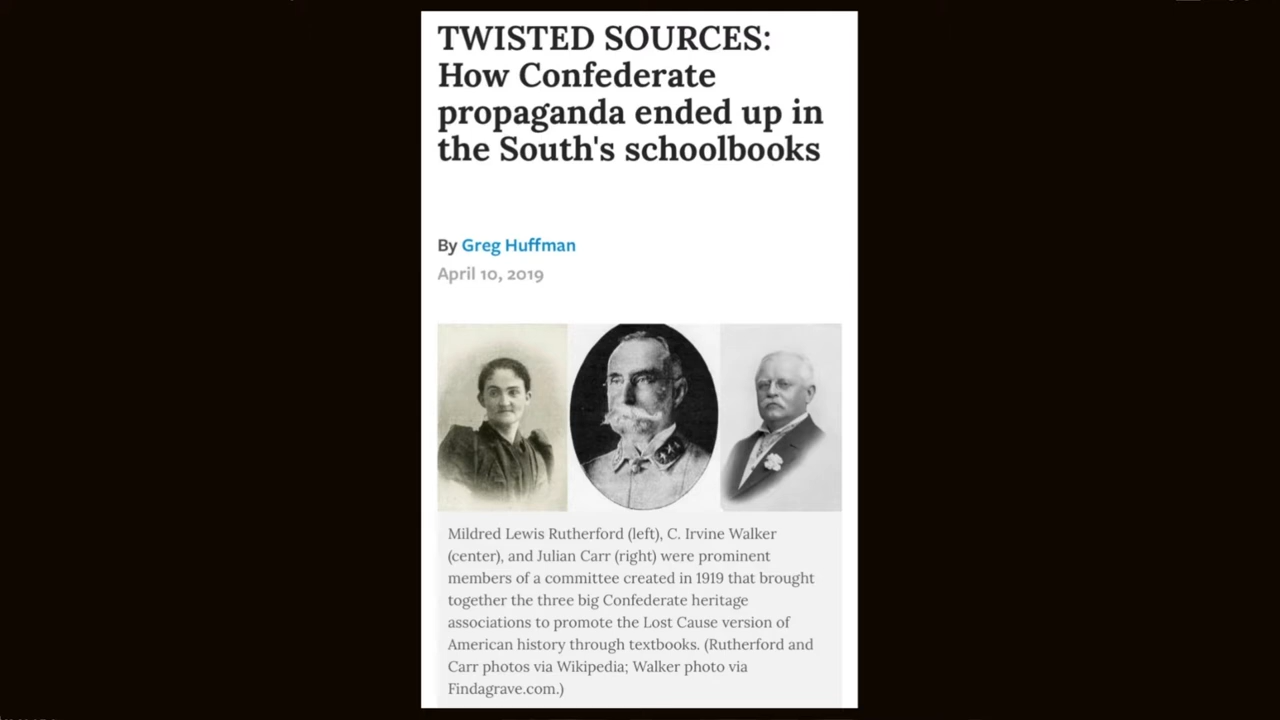 TWISTED SOURCES:
How Confederate
propaganda ended up in
the South's schoolbooks
By Greg Huffman
April 10, 2019
Mildred Lewis Rutherford (left), C. Irvine Walker
(center), and Julian Carr (right) were prominent
members of a committee created in 1919 that brought
together the three big Confederate heritage
associations to promote the Lost Cause version of
American history through textbooks. (Rutherford and
Carr photos via Wikipedia; Walker photo via
Findagrave.com.)